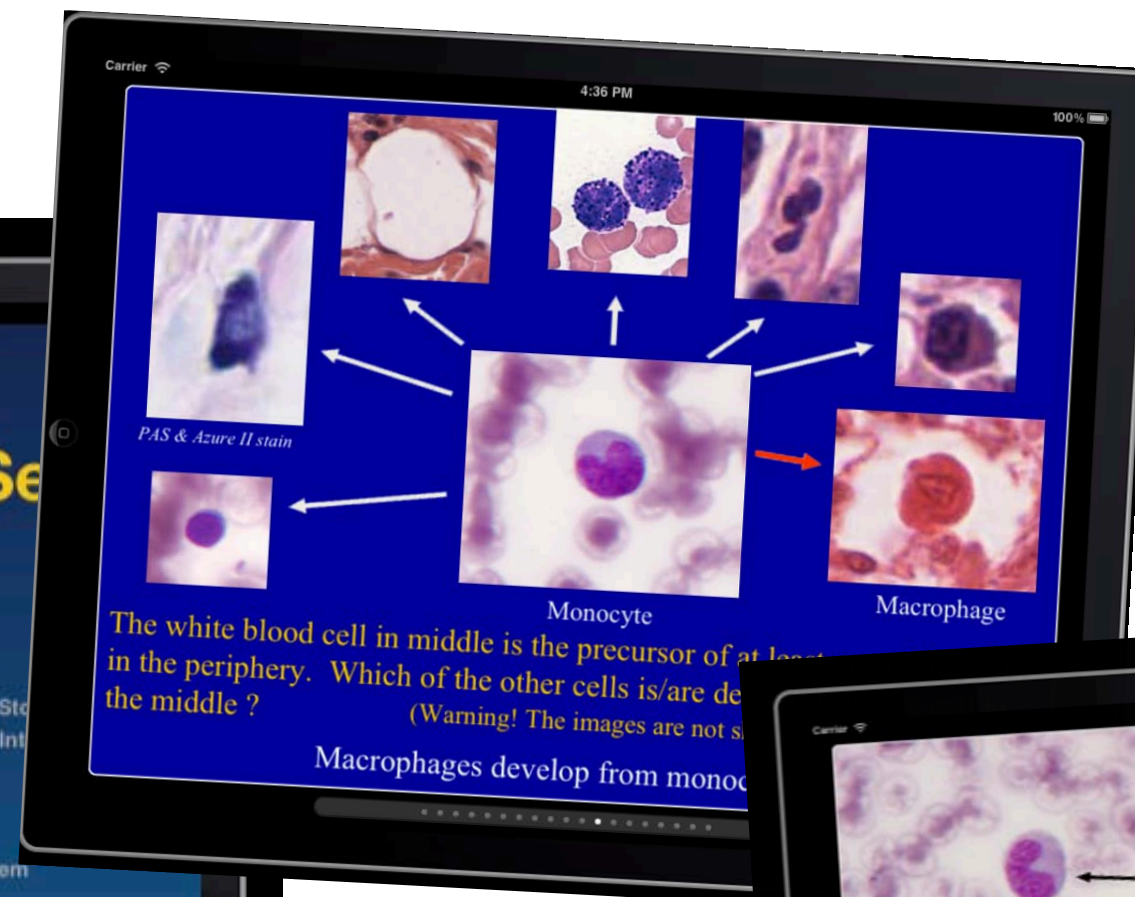 Carrier
4:36 PM
100%
PAS & Azure II stain
Monocyte
Macrophage
The white blood cell in middle is the precursor of at least
in the periphery. Which of the other cells is/are
the middle ?
(Warning! The images are not
Macrophages develop from
Carrier